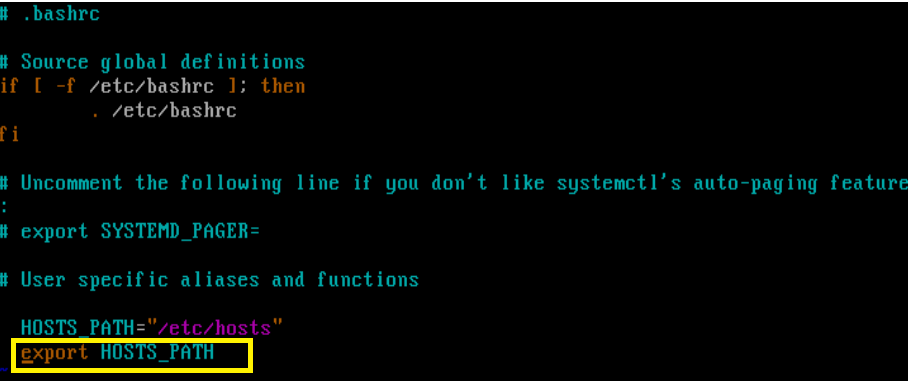 # .bashrc
# Source global definitions
if [ -f /etc/bashrc ]; then
        . /etc/bashrc
fi
# Uncomment the following line if you don't like systemctl's auto-paging feature
:
# export SYSTEMD_PAGER=
# User specific aliases and functions
  HOSTS_PATH="/etc/hosts"
  export HOSTS_PATH
~